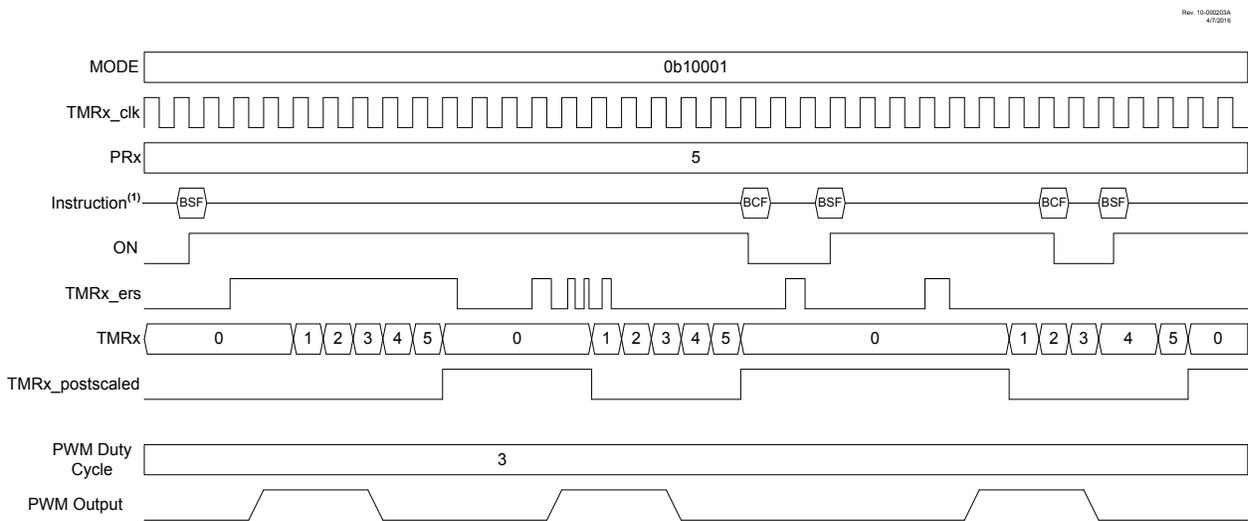 Rev. 10-000203A
4/7/2016
MODE 0b10001
TMRx_clk
PRx 5
Instruction(1) BSF BCF BSF BCF BSF
ON
TMRx_ers
TMRx 0 1 2 3 4 5 0 1 2 3 4 5 0 1 2 3 4 5 0
TMRx_postscaled
PWM Duty
Cycle 3
PWM Output